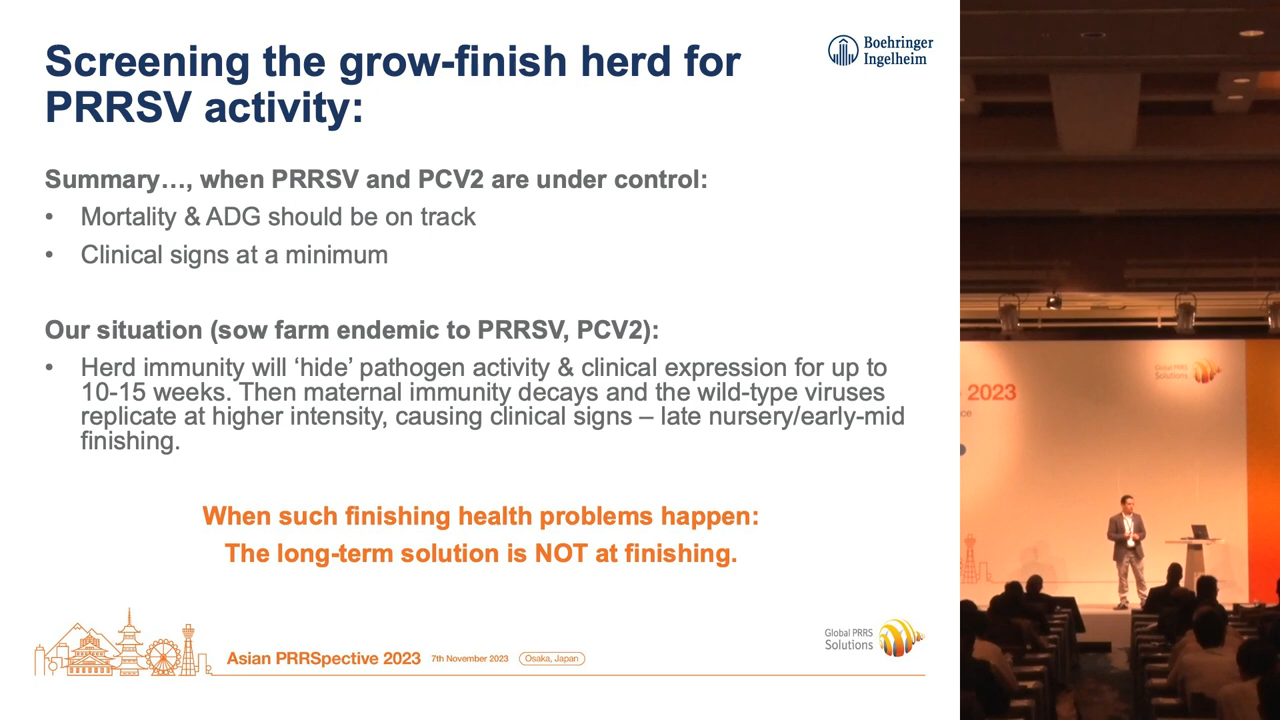 Screening the grow-finish herd for
PRRSV activity:
Boehringer
Ingelheim
Summary…, when PRRSV and PCV2 are under control:
• Mortality & ADG should be on track
• Clinical signs at a minimum
Our situation (sow farm endemic to PRRSV, PCV2):
• Herd immunity will ‘hide’ pathogen activity & clinical expression for up to
10-15 weeks. Then maternal immunity decays and the wild-type viruses
replicate at higher intensity, causing clinical signs – late nursery/early-mid
finishing.
When such finishing health problems happen:
The long-term solution is NOT at finishing.
Asian PRRSpective 2023 7th November 2023 Osaka, Japan
Global PRRS
Solutions
Global PRRS
Solutions
2023